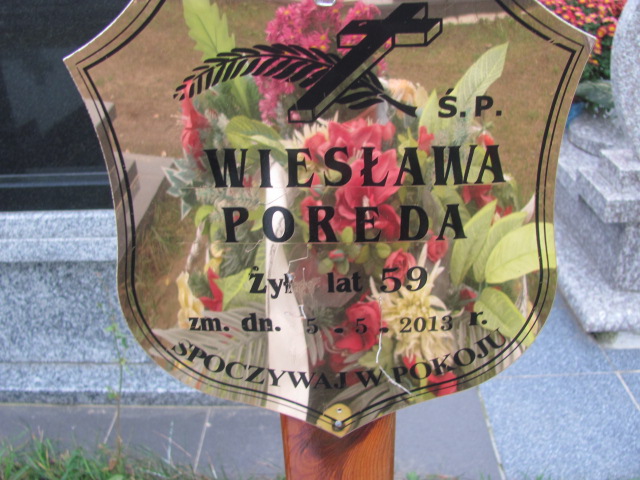 Ś.P.
WIESŁAWA
POREDA
lat 59
zm. dn. 5-5-2013 r.
SPOCZYWAJ W POKOJU